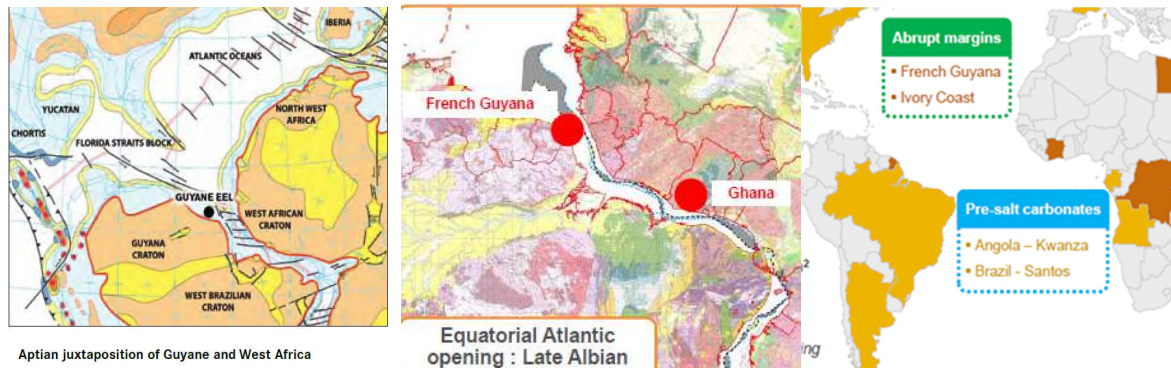 IBERIA
ATLANTIC OCEANS
YUCATAN
NORTH WEST
AFRICA
CHORTIS
FLORIDA STRAITS BLOCK
GUYANE EEL
WEST AFRICAN
CRATON
GUYANA
CRATON
WEST BRAZILIAN
CRATON
Aptian juxtaposition of Guyane and West Africa
French Guyana
Ghana
Equatorial Atlantic
opening : Late Albian
Abrupt margins
▪ French Guyana
▪ Ivory Coast
Pre-salt carbonates
▪ Angola – Kwanza
▪ Brazil - Santos
2
ing